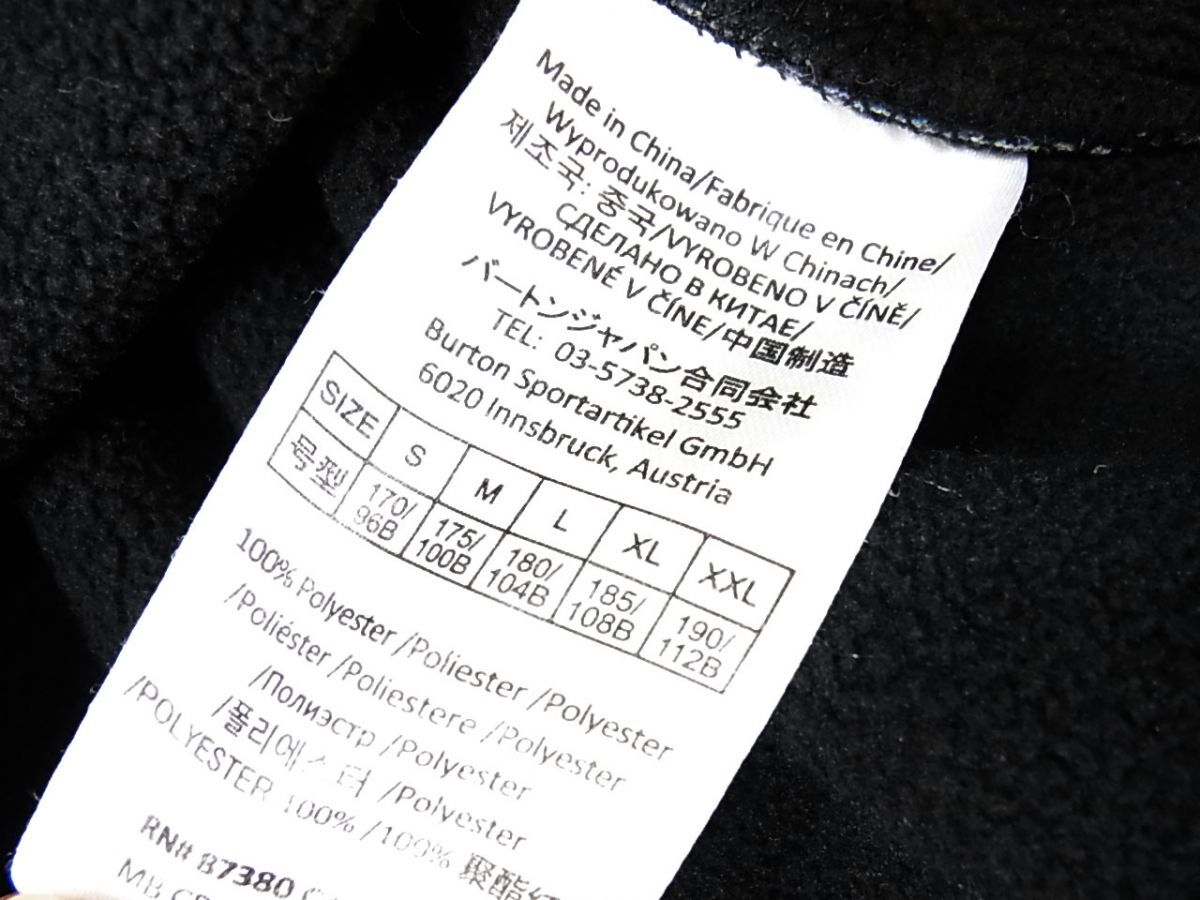 Made in China/Fabrique en Chine/
Wyprodukowano W Chinach/
제조국: 중국/VYROBENO V ČÍNĚ/
СДЕЛАНО В КИТАЕ/
VYROBENÉ V ČÍNE/中国制造
バートンジャパン合同会社
TEL: 03-5738-2555
Burton Sportartikel GmbH
6020 Innsbruck, Austria
SIZE S M L XL XXL
号型 170/96B 175/100B 180/104B 185/108B 190/112B
100% Polyester /Poliester /Polyester
/Poliéster /Poliestere /Polyester
/Полиэстр /Polyester
/폴리에스터 /Polyester
/POLYESTER 100% /100% 聚酯
RN# 87380
MB